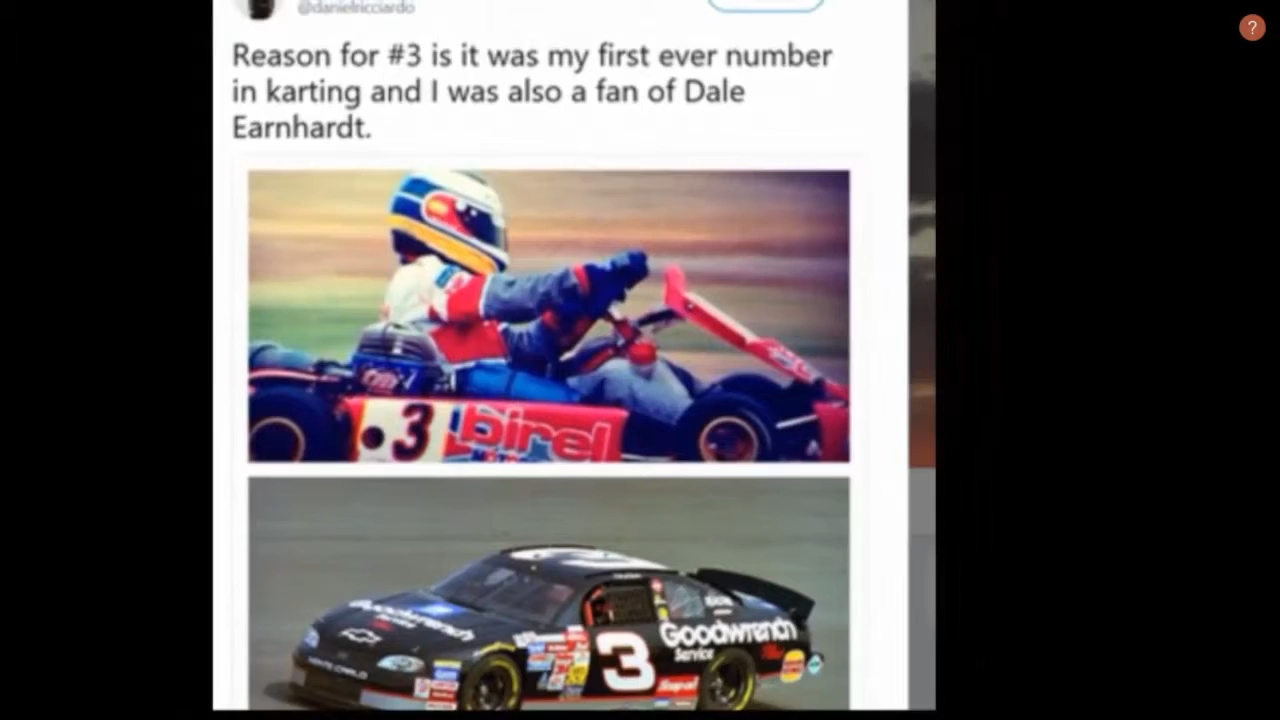 @danielricciardo
Reason for #3 is it was my first ever number
in karting and I was also a fan of Dale
Earnhardt.
3 birel
Goodwrench
Service
3
?